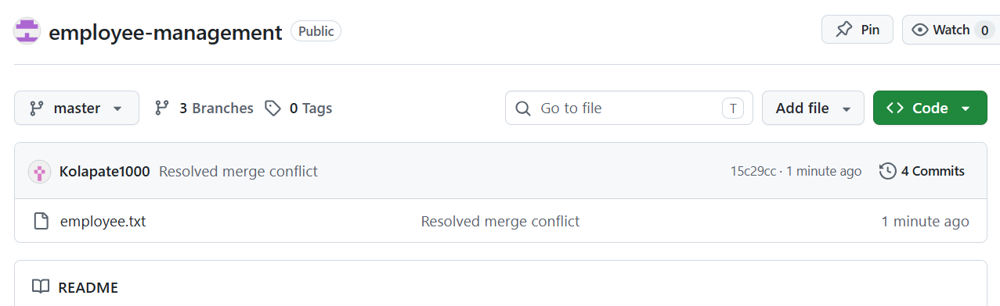 employee-management Public Pin Watch 0
master 3 Branches 0 Tags Go to file T Add file Code
Kolapate1000 Resolved merge conflict 15c29cc · 1 minute ago 4 Commits
employee.txt Resolved merge conflict 1 minute ago
README